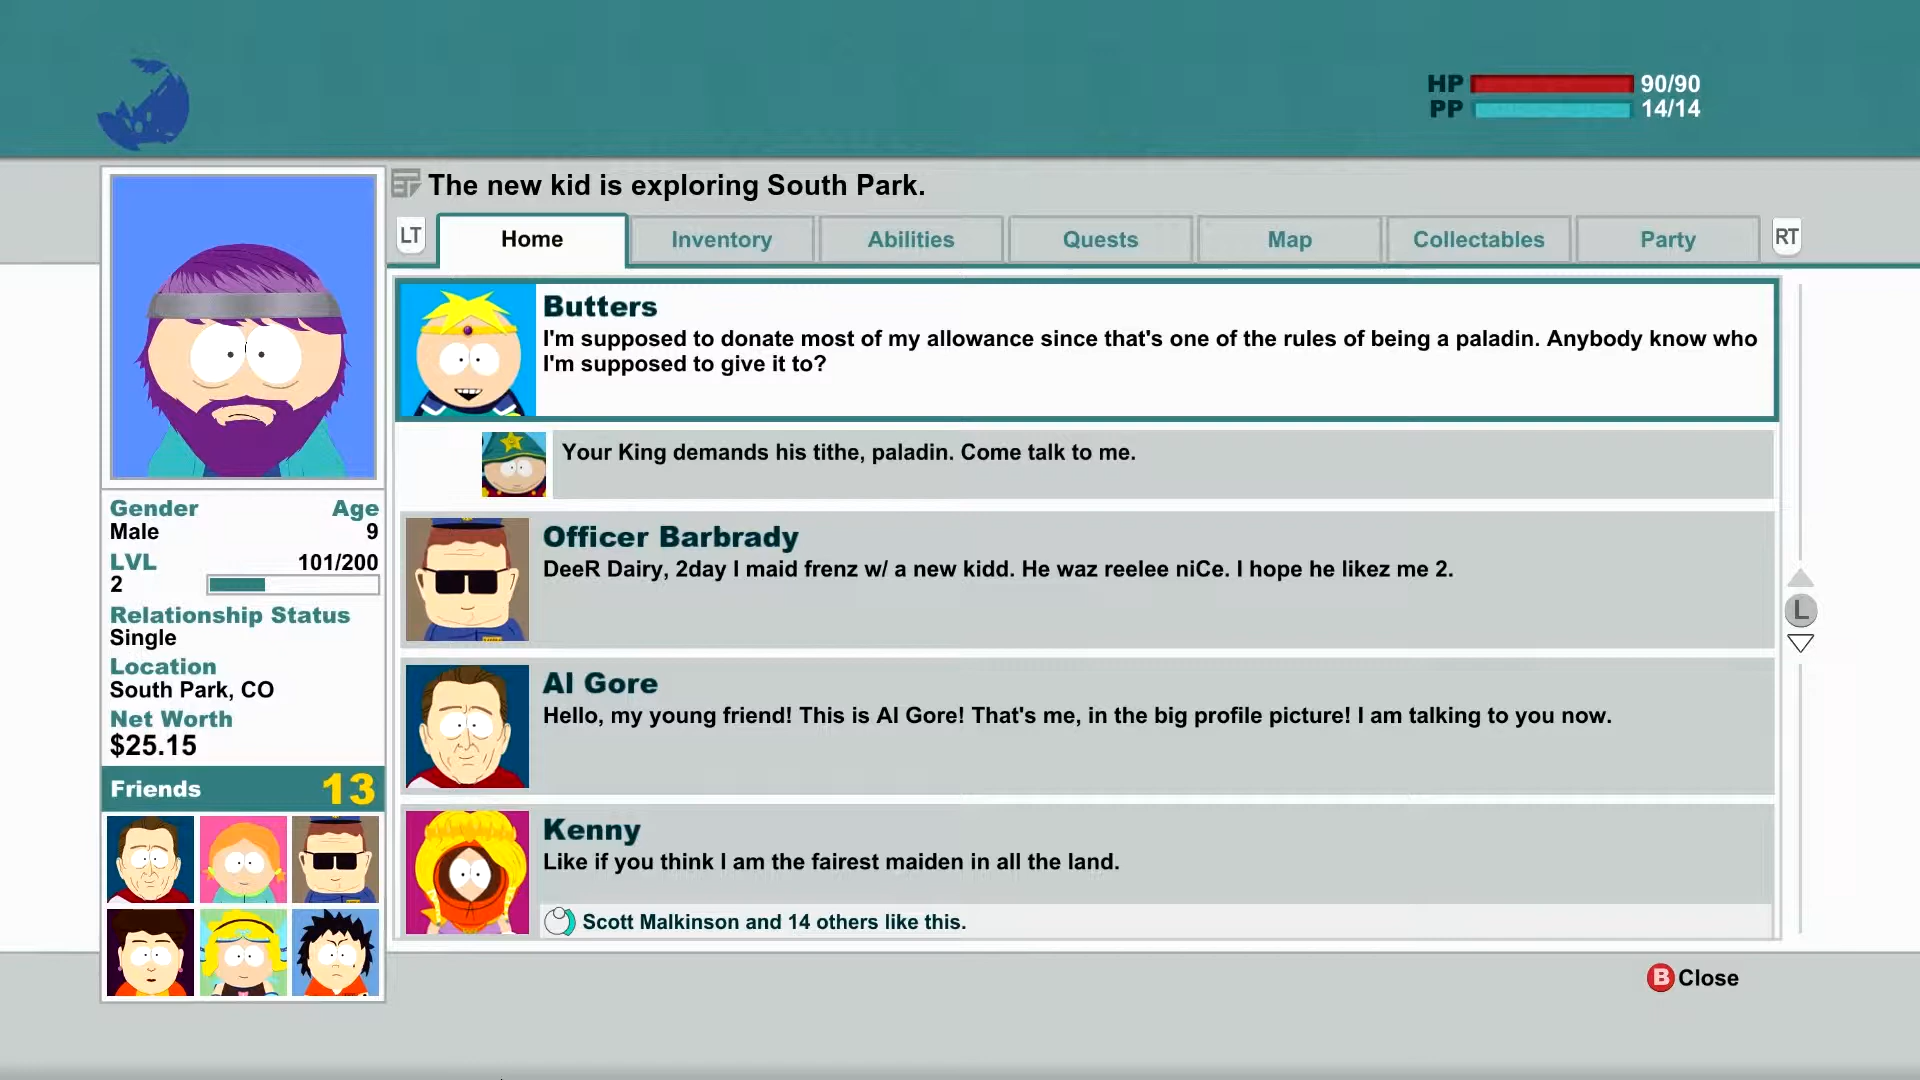 HP 90/90
PP 14/14
The new kid is exploring South Park.
LT Home Inventory Abilities Quests Map Collectables Party RT
Butters
I'm supposed to donate most of my allowance since that's one of the rules of being a paladin. Anybody know who
I'm supposed to give it to?
Your King demands his tithe, paladin. Come talk to me.
Officer Barbrady
DeeR Dairy, 2day I maid frenz w/ a new kidd. He waz reelee niCe. I hope he likez me 2.
Al Gore
Hello, my young friend! This is Al Gore! That's me, in the big profile picture! I am talking to you now.
Kenny
Like if you think I am the fairest maiden in all the land.
Scott Malkinson and 14 others like this.
Gender Age
Male 9
LVL 101/200
2
Relationship Status
Single
Location
South Park, CO
Net Worth
$25.15
Friends 13
L
B Close